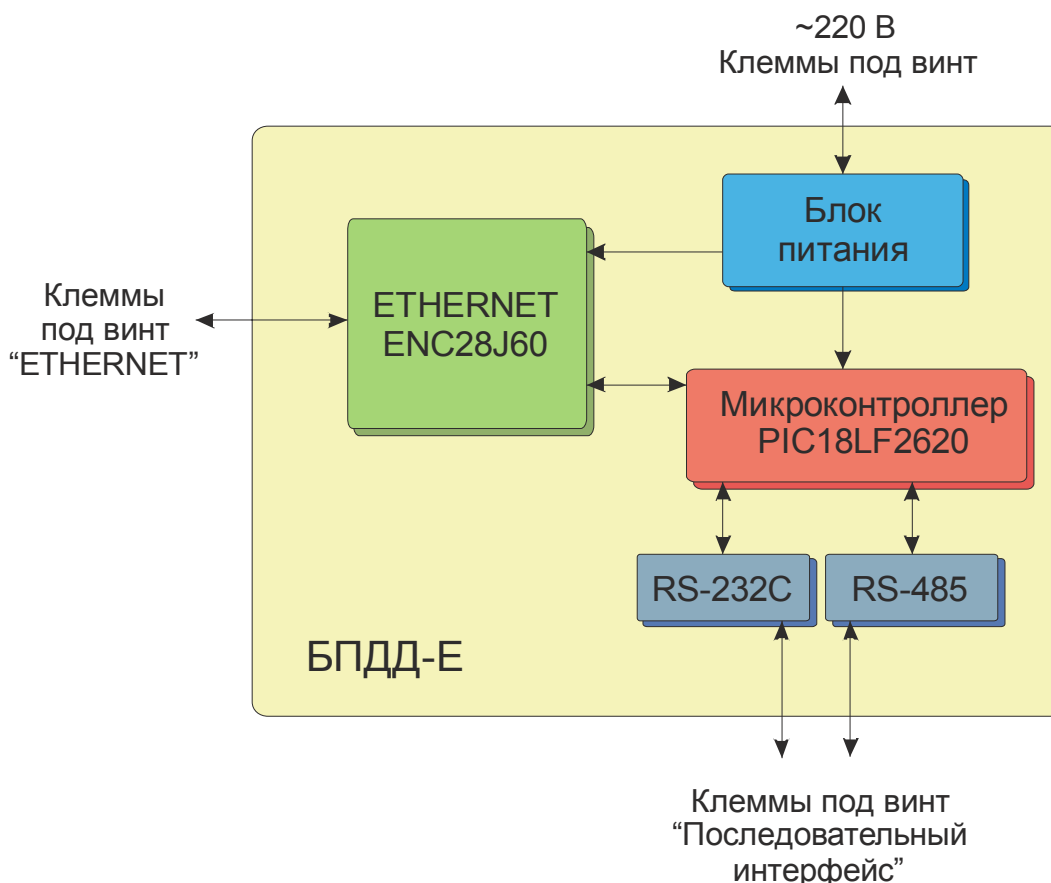 ~220 В
Клеммы под винт
Блок
питания
ETHERNET
ENC28J60
Клеммы
под винт
“ETHERNET”
Микроконтроллер
PIC18LF2620
RS-232C
RS-485
БПДД-Е
Клеммы под винт
“Последовательный
интерфейс”